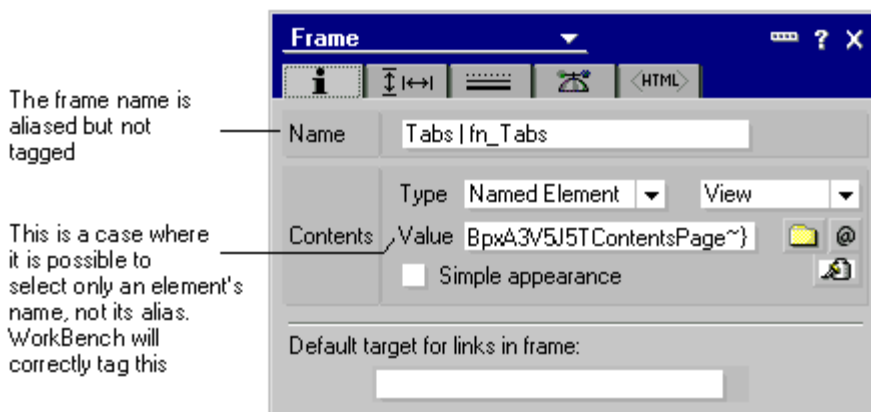 Frame
? X
i
<HTML>
The frame name is
aliased but not
tagged
Name
Tabs | fn_Tabs
Type Named Element View
This is a case where
it is possible to
select only an element's
name, not its alias.
WorkBench will
correctly tag this
Contents Value BpxA3V5J5TContentsPage~} @
Simple appearance
Default target for links in frame: